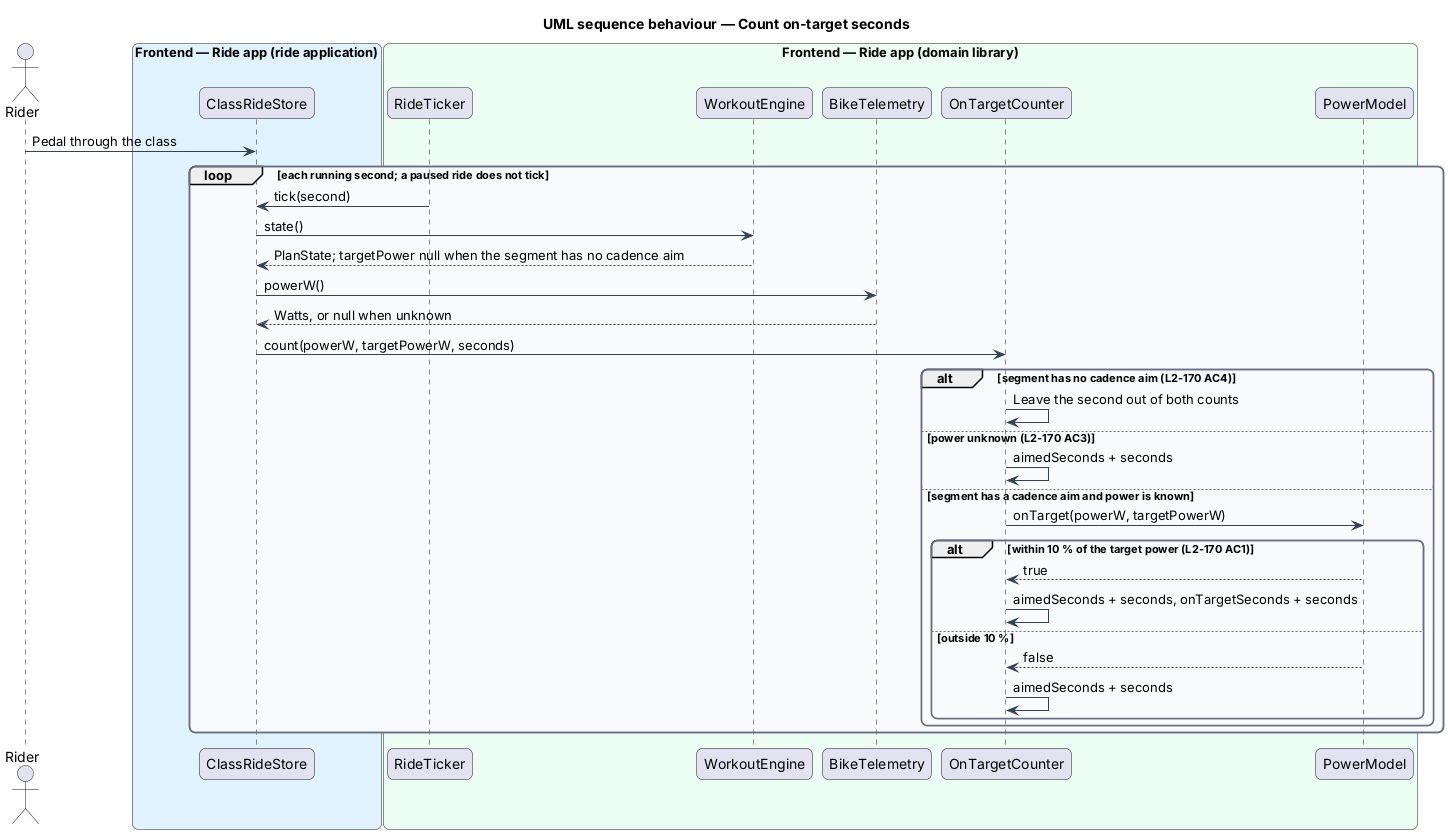 UML sequence behaviour — Count on-target seconds
Frontend — Ride app (ride application)
Frontend — Ride app (domain library)
Rider
ClassRideStore
RideTicker
WorkoutEngine
BikeTelemetry
OnTargetCounter
PowerModel
Pedal through the class
loop
[each running second; a paused ride does not tick]
tick(second)
state()
PlanState; targetPower null when the segment has no cadence aim
powerW()
Watts, or null when unknown
count(powerW, targetPowerW, seconds)
alt
[segment has no cadence aim (L2-170 AC4)]
Leave the second out of both counts
[power unknown (L2-170 AC3)]
aimedSeconds + seconds
[segment has a cadence aim and power is known]
onTarget(powerW, targetPowerW)
alt
[within 10 % of the target power (L2-170 AC1)]
true
aimedSeconds + seconds, onTargetSeconds + seconds
[outside 10 %]
false
aimedSeconds + seconds
Rider
ClassRideStore
RideTicker
WorkoutEngine
BikeTelemetry
OnTargetCounter
PowerModel